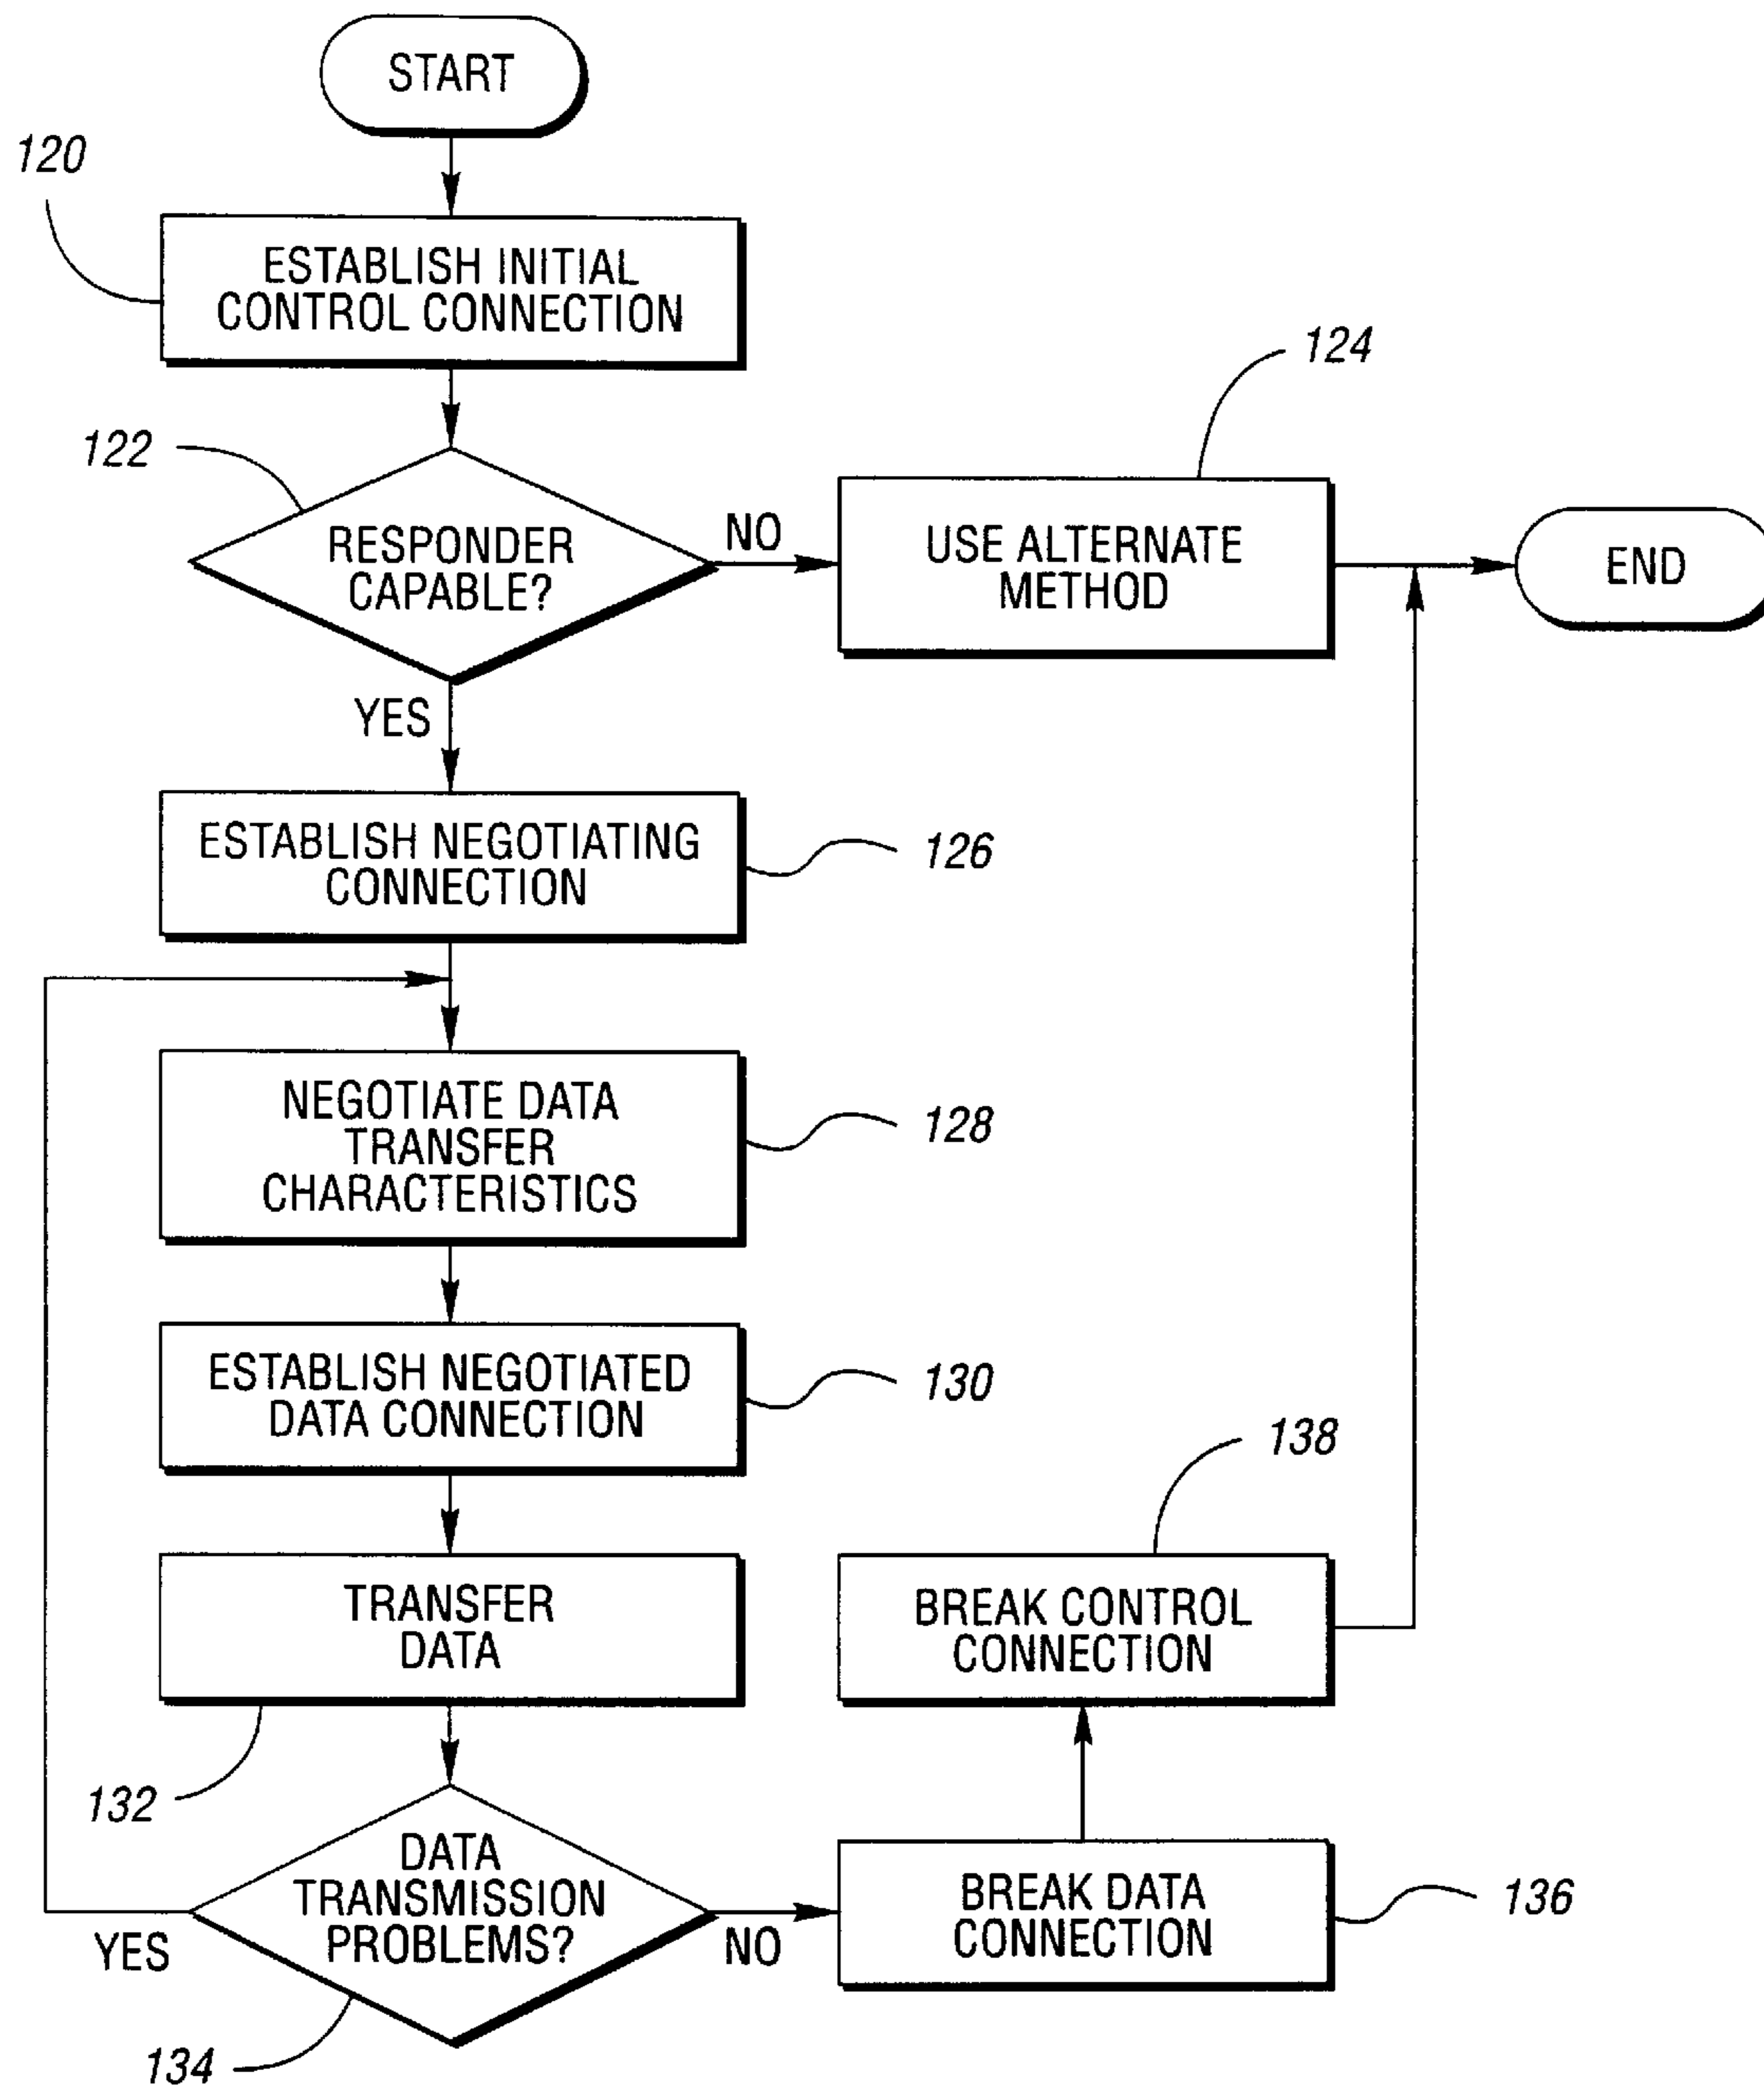 START
120
ESTABLISH INITIAL
CONTROL CONNECTION
122
RESPONDER
CAPABLE?
NO
YES
124
USE ALTERNATE
METHOD
END
ESTABLISH NEGOTIATING
CONNECTION
126
NEGOTIATE DATA
TRANSFER
CHARACTERISTICS
128
ESTABLISH NEGOTIATED
DATA CONNECTION
130
TRANSFER
DATA
132
DATA
TRANSMISSION
PROBLEMS?
YES
NO
134
BREAK DATA
CONNECTION
136
BREAK CONTROL
CONNECTION
138